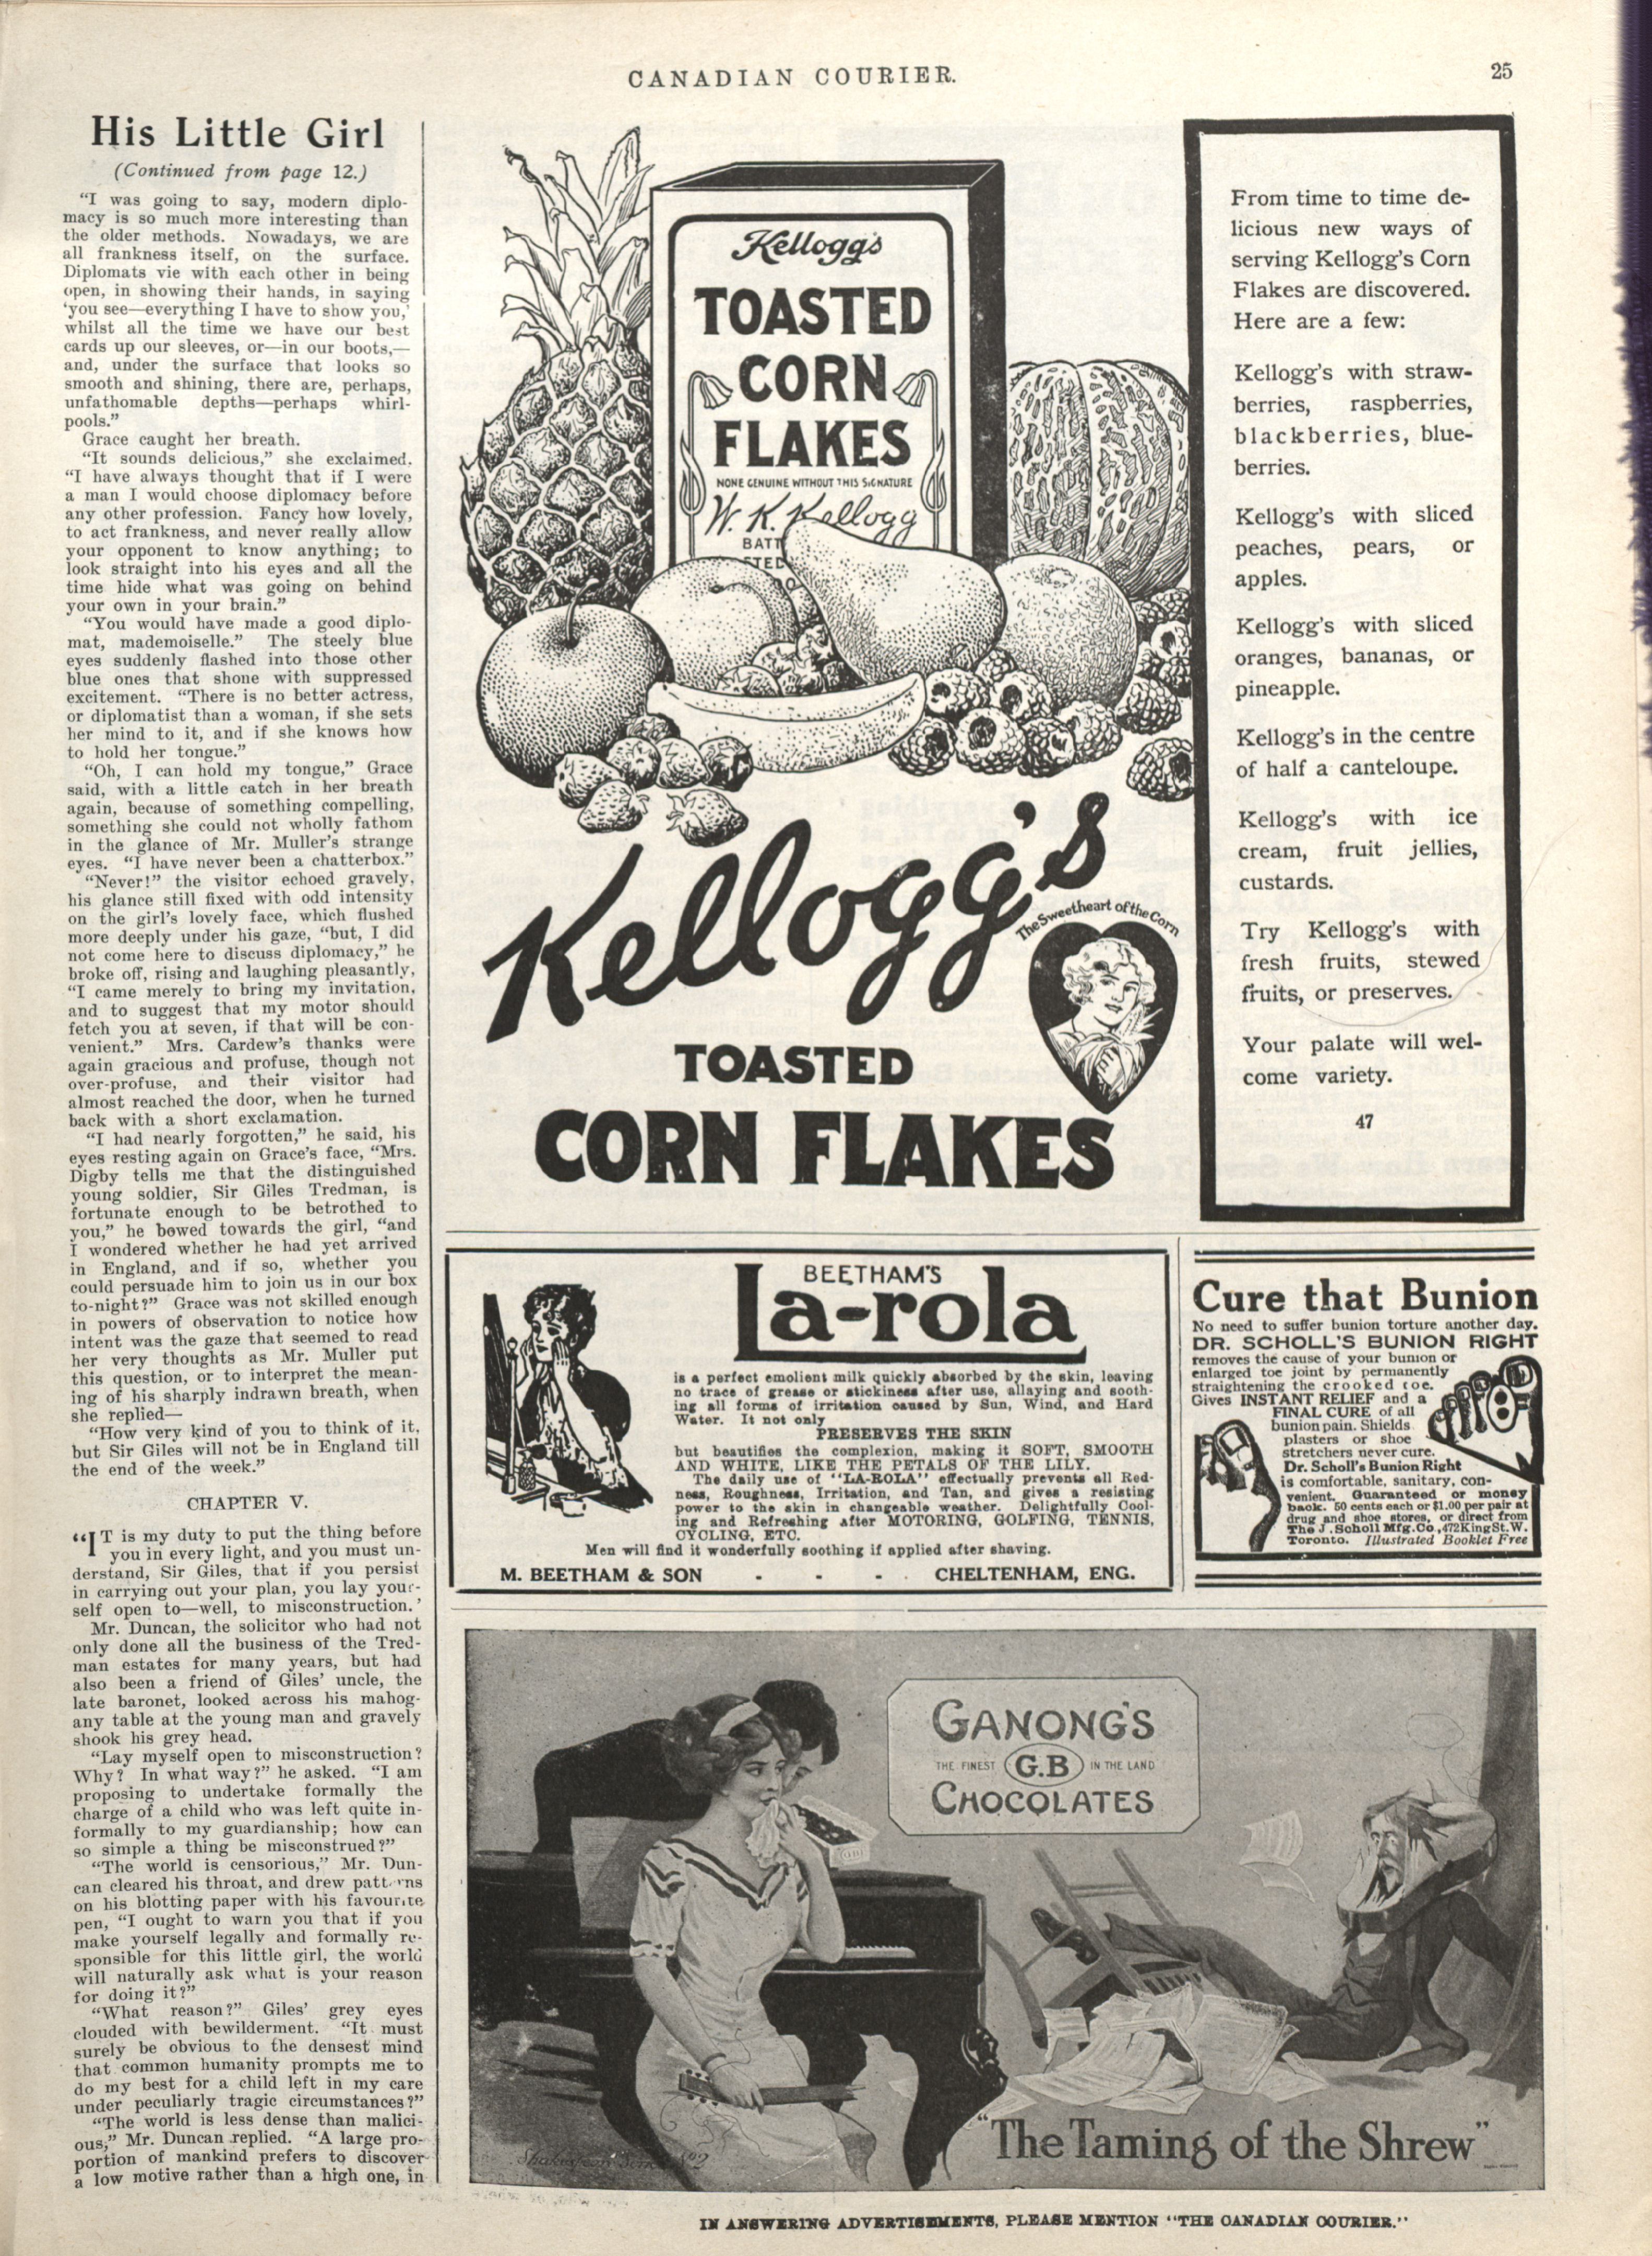 CANADIAN COURIER.
25
His Little Girl
(Continued from page 12.)
"I was going to say, modern diplo-
macy is so much more interesting than
the older methods. Nowadays, we are
all frankness itself, on the surface.
Diplomats vie with each other in being
open, in showing their hands, in saying
'you see—everything I have to show you,'
whilst all the time we have our best
cards up our sleeves, or—in our boots,—
and, under the surface that looks so
smooth and shining, there are, perhaps,
unfathomable depths—perhaps whirl-
pools."
Grace caught her breath.
"It sounds delicious," she exclaimed.
"I have always thought that if I were
a man I would choose diplomacy before
any other profession. Fancy how lovely,
to act frankness, and never really allow
your opponent to know anything; to
look straight into his eyes and all the
time hide what was going on behind
your own in your brain."
"You would have made a good diplo-
mat, mademoiselle." The steely blue
eyes suddenly flashed into those other
blue ones that shone with suppressed
excitement. "There is no better actress,
or diplomatist than a woman, if she sets
her mind to it, and if she knows how
to hold her tongue."
"Oh, I can hold my tongue," Grace
said, with a little catch in her breath
again, because of something compelling,
something she could not wholly fathom
in the glance of Mr. Muller's strange
eyes. "I have never been a chatterbox."
"Never!" the visitor echoed gravely,
his glance still fixed with odd intensity
on the girl's lovely face, which flushed
more deeply under his gaze, "but, I did
not come here to discuss diplomacy," he
broke off, rising and laughing pleasantly,
"I came merely to bring my invitation,
and to suggest that my motor should
fetch you at seven, if that will be con-
venient." Mrs. Cardew's thanks were
again gracious and profuse, though not
over-profuse, and their visitor had
almost reached the door, when he turned
back with a short exclamation.
"I had nearly forgotten," he said, his
eyes resting again on Grace's face, "Mrs.
Digby tells me that the distinguished
young soldier, Sir Giles Tredman, is
fortunate enough to be betrothed to
you," he bowed towards the girl, "and
I wondered whether he had yet arrived
in England, and if so, whether you
could persuade him to join us in our box
to-night?" Grace was not skilled enough
in powers of observation to notice how
intent was the gaze that seemed to read
her very thoughts as Mr. Muller put
this question, or to interpret the mean-
ing of his sharply indrawn breath, when
she replied—
"How very kind of you to think of it,
but Sir Giles will not be in England till
the end of the week."
CHAPTER V.
"IT is my duty to put the thing before
you in every light, and you must un-
derstand, Sir Giles, that if you persist
in carrying out your plan, you lay your-
self open to—well, to misconstruction.'
Mr. Duncan, the solicitor who had not
only done all the business of the Tred-
man estates for many years, but had
also been a friend of Giles' uncle, the
late baronet, looked across his mahog-
any table at the young man and gravely
shook his grey head.
"Lay myself open to misconstruction?
Why? In what way?" he asked. "I am
proposing to undertake formally the
charge of a child who was left quite in-
formally to my guardianship; how can
so simple a thing be misconstrued?"
"The world is censorious," Mr. Dun-
can cleared his throat, and drew patterns
on his blotting paper with his favourite
pen, "I ought to warn you that if you
make yourself legally and formally re-
sponsible for this little girl, the world
will naturally ask what is your reason
for doing it?"
"What reason?" Giles' grey eyes
clouded with bewilderment. "It must
surely be obvious to the densest mind
that common humanity prompts me to
do my best for a child left in my care
under peculiarly tragic circumstances?"
"The world is less dense than malici-
ous," Mr. Duncan replied. "A large pro-
portion of mankind prefers to discover
a low motive rather than a high one, in
Kellogg's
TOASTED
CORN
FLAKES
NONE GENUINE WITHOUT THIS SIGNATURE
W. K. Kellogg
BATT
STED
Kellogg's
The Sweetheart of the Corn
TOASTED
CORN FLAKES
From time to time de-
licious new ways of
serving Kellogg's Corn
Flakes are discovered.
Here are a few:
Kellogg's with straw-
berries, raspberries,
blackberries, blue-
berries.
Kellogg's with sliced
peaches, pears, or
apples.
Kellogg's with sliced
oranges, bananas, or
pineapple.
Kellogg's in the centre
of half a canteloupe.
Kellogg's with ice
cream, fruit jellies,
custards.
Try Kellogg's with
fresh fruits, stewed
fruits, or preserves.
Your palate will wel-
come variety.
47
BEETHAM'S
La-rola
is a perfect emolient milk quickly absorbed by the skin, leaving
no trace of grease or stickiness after use, allaying and sooth-
ing all forms of irritation caused by Sun, Wind, and Hard
Water. It not only
PRESERVES THE SKIN
but beautifies the complexion, making it SOFT, SMOOTH
AND WHITE, LIKE THE PETALS OF THE LILY.
The daily use of "LA-ROLA" effectually prevents all Red-
ness, Roughness, Irritation, and Tan, and gives a resisting
power to the skin in changeable weather. Delightfully Cool-
ing and Refreshing after MOTORING, GOLFING, TENNIS,
CYCLING, ETC.
Men will find it wonderfully soothing if applied after shaving.
M. BEETHAM & SON - - - CHELTENHAM, ENG.
Cure that Bunion
No need to suffer bunion torture another day.
DR. SCHOLL'S BUNION RIGHT
removes the cause of your bunion or
enlarged toe joint by permanently
straightening the crooked toe.
Gives INSTANT RELIEF and a
FINAL CURE of all
bunion pain. Shields
plasters or shoe
stretchers never cure.
Dr. Scholl's Bunion Right
is comfortable, sanitary, con-
venient. Guaranteed or money
back. 50 cents each or $1.00 per pair at
drug and shoe stores, or direct from
The J. Scholl Mfg. Co., 472 King St. W.
Toronto. Illustrated Booklet Free
GANONG'S
THE FINEST G.B IN THE LAND
CHOCOLATES
"The Taming of the Shrew"
IN ANSWERING ADVERTISEMENTS, PLEASE MENTION "THE CANADIAN COURIER."